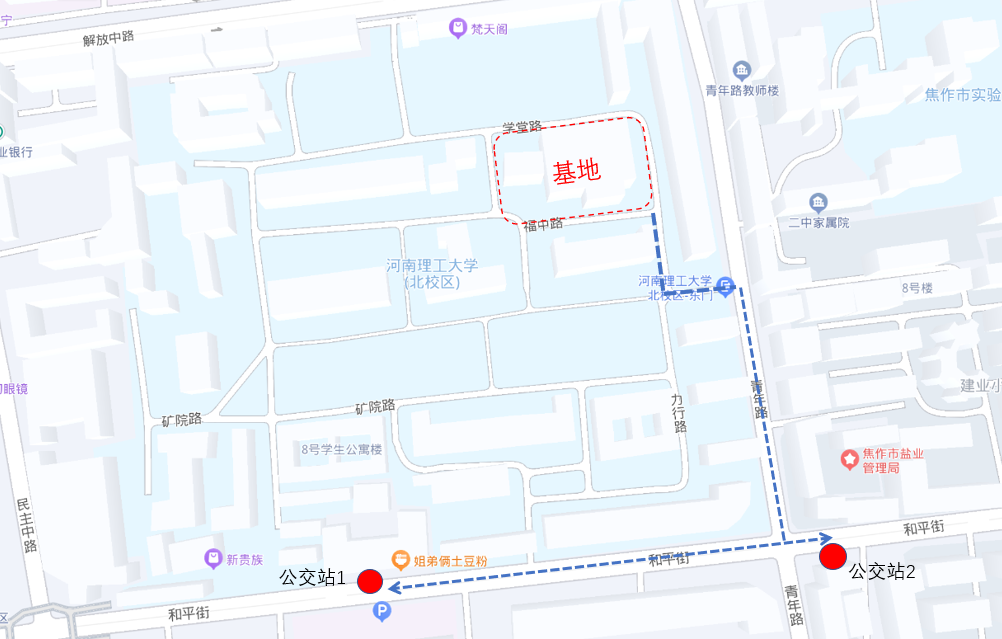 宁
解放中路
梵天阁
青年路教师楼
焦作市实验
业银行
学堂路
基地
二中家属院
福中路
河南理工大学
(北校区)
河南理工大学
北校区-东门
8号楼
刃眼镜
建业小
青年路
矿院路
矿院路
力行路
8号学生公寓楼
焦作市盐业
管理局
民主中路
和平街
新贵族
姐弟俩土豆粉
和平街
公交站1
公交站2
P
和平街
青年路
区